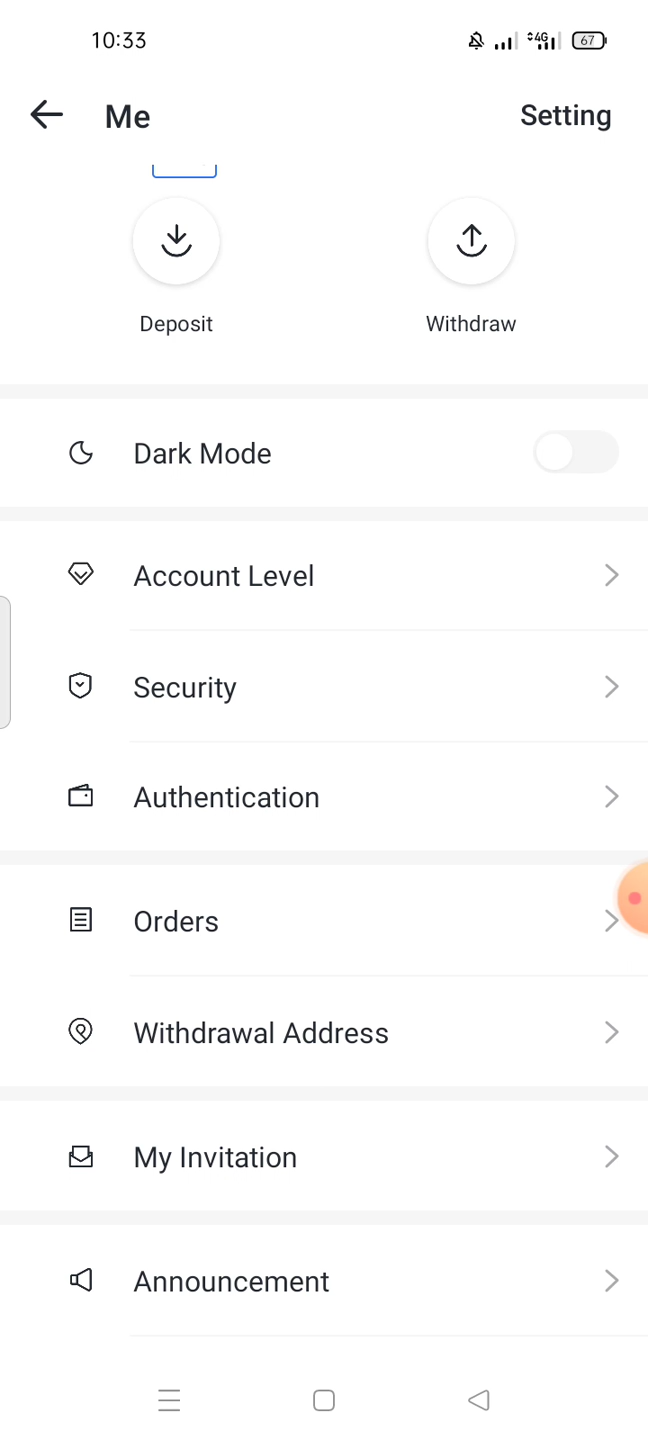 10:33
4G
67
Me
Setting
Deposit
Withdraw
Dark Mode
Account Level
Security
Authentication
Orders
Withdrawal Address
My Invitation
Announcement